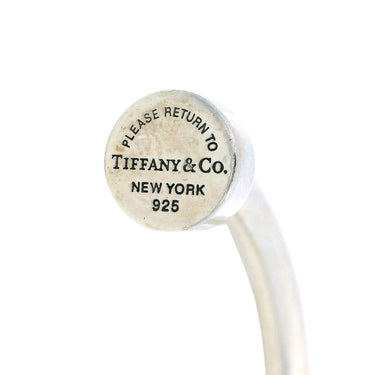 PLEASE RETURN TO
TIFFANY & CO.
NEW YORK
925